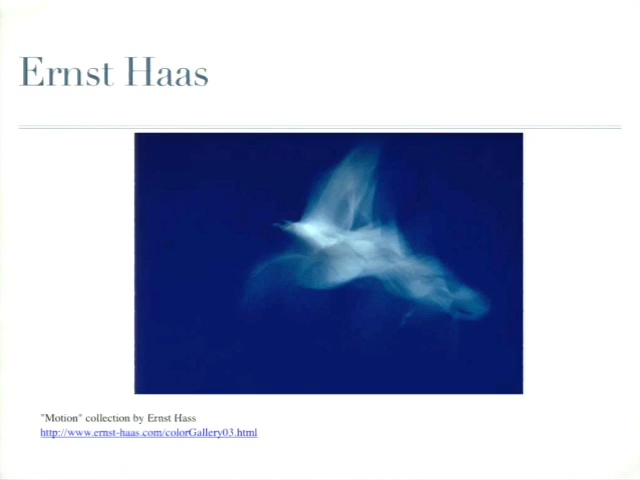 Ernst Haas
"Motion" collection by Ernst Hass
http://www.ernst-haas.com/colorGallery03.html